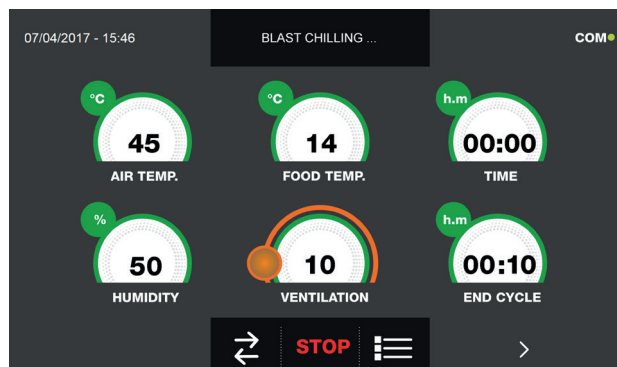 07/04/2017 - 15:46
BLAST CHILLING ...
COM
°C
45
AIR TEMP.
°C
14
FOOD TEMP.
h.m
00:00
TIME
%
50
HUMIDITY
10
VENTILATION
h.m
00:10
END CYCLE
STOP